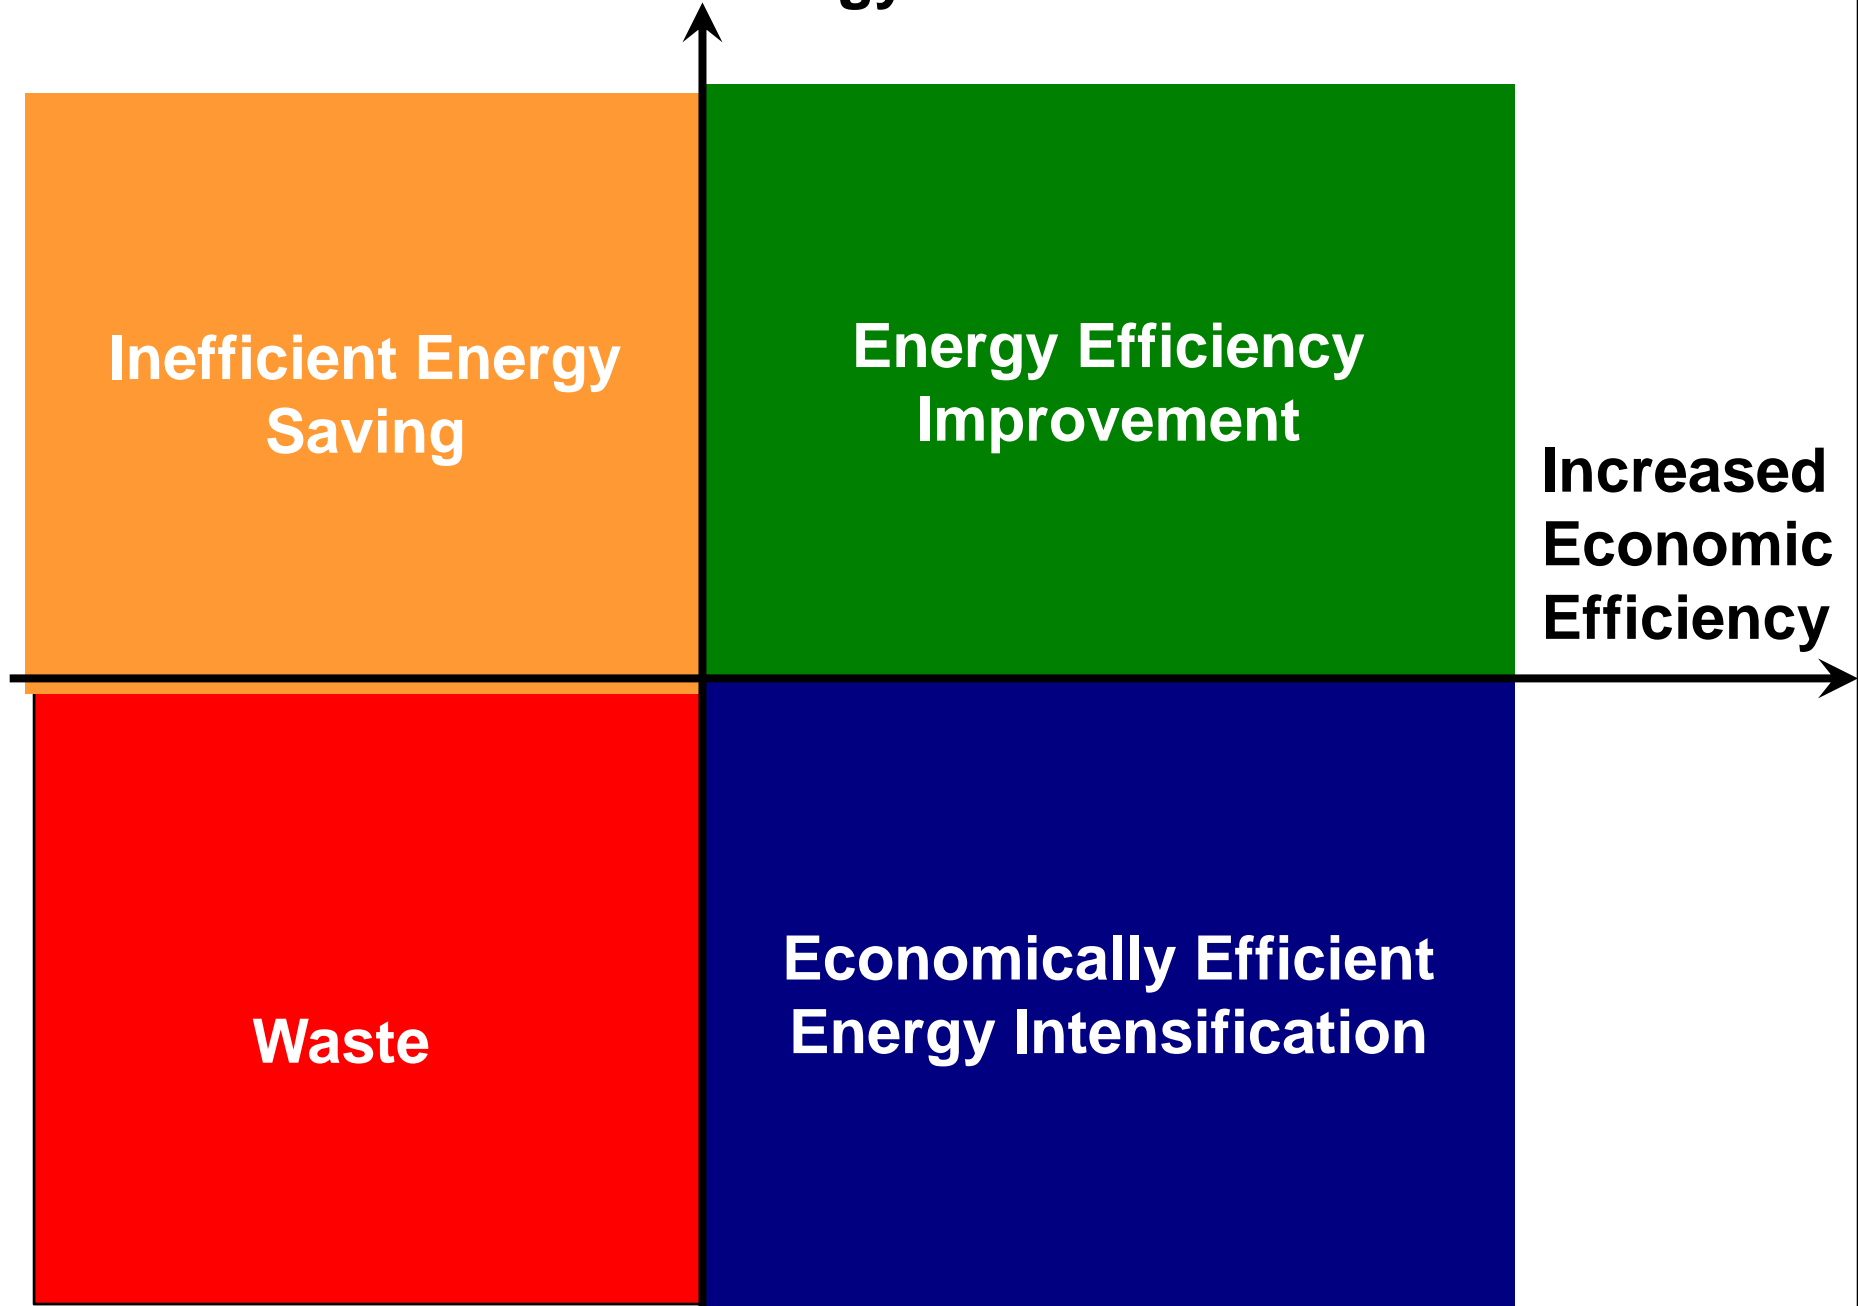 Inefficient Energy
Saving
Energy Efficiency
Improvement
Increased
Economic
Efficiency
Waste
Economically Efficient
Energy Intensification